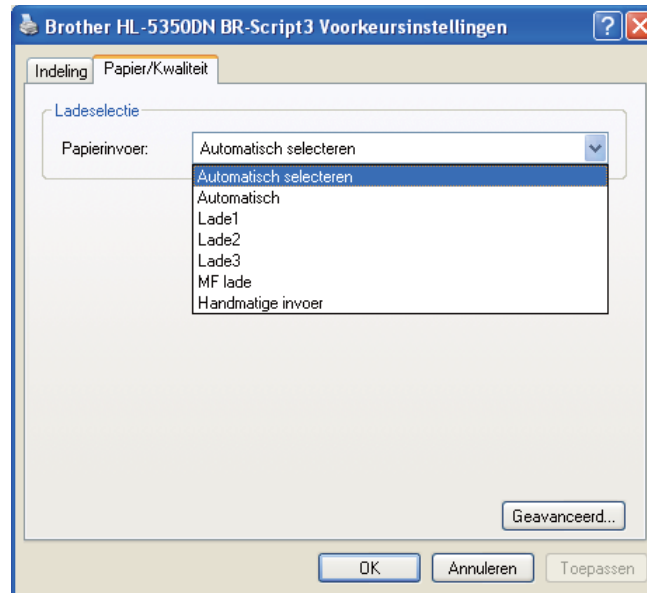 Brother HL-5350DN BR-Script3 Voorkeursinstellingen
Indeling Papier/Kwaliteit
Ladeselectie
Papierinvoer: Automatisch selecteren
Automatisch selecteren
Automatisch
Lade1
Lade2
Lade3
MF lade
Handmatige invoer
Geavanceerd...
OK Annuleren Toepassen